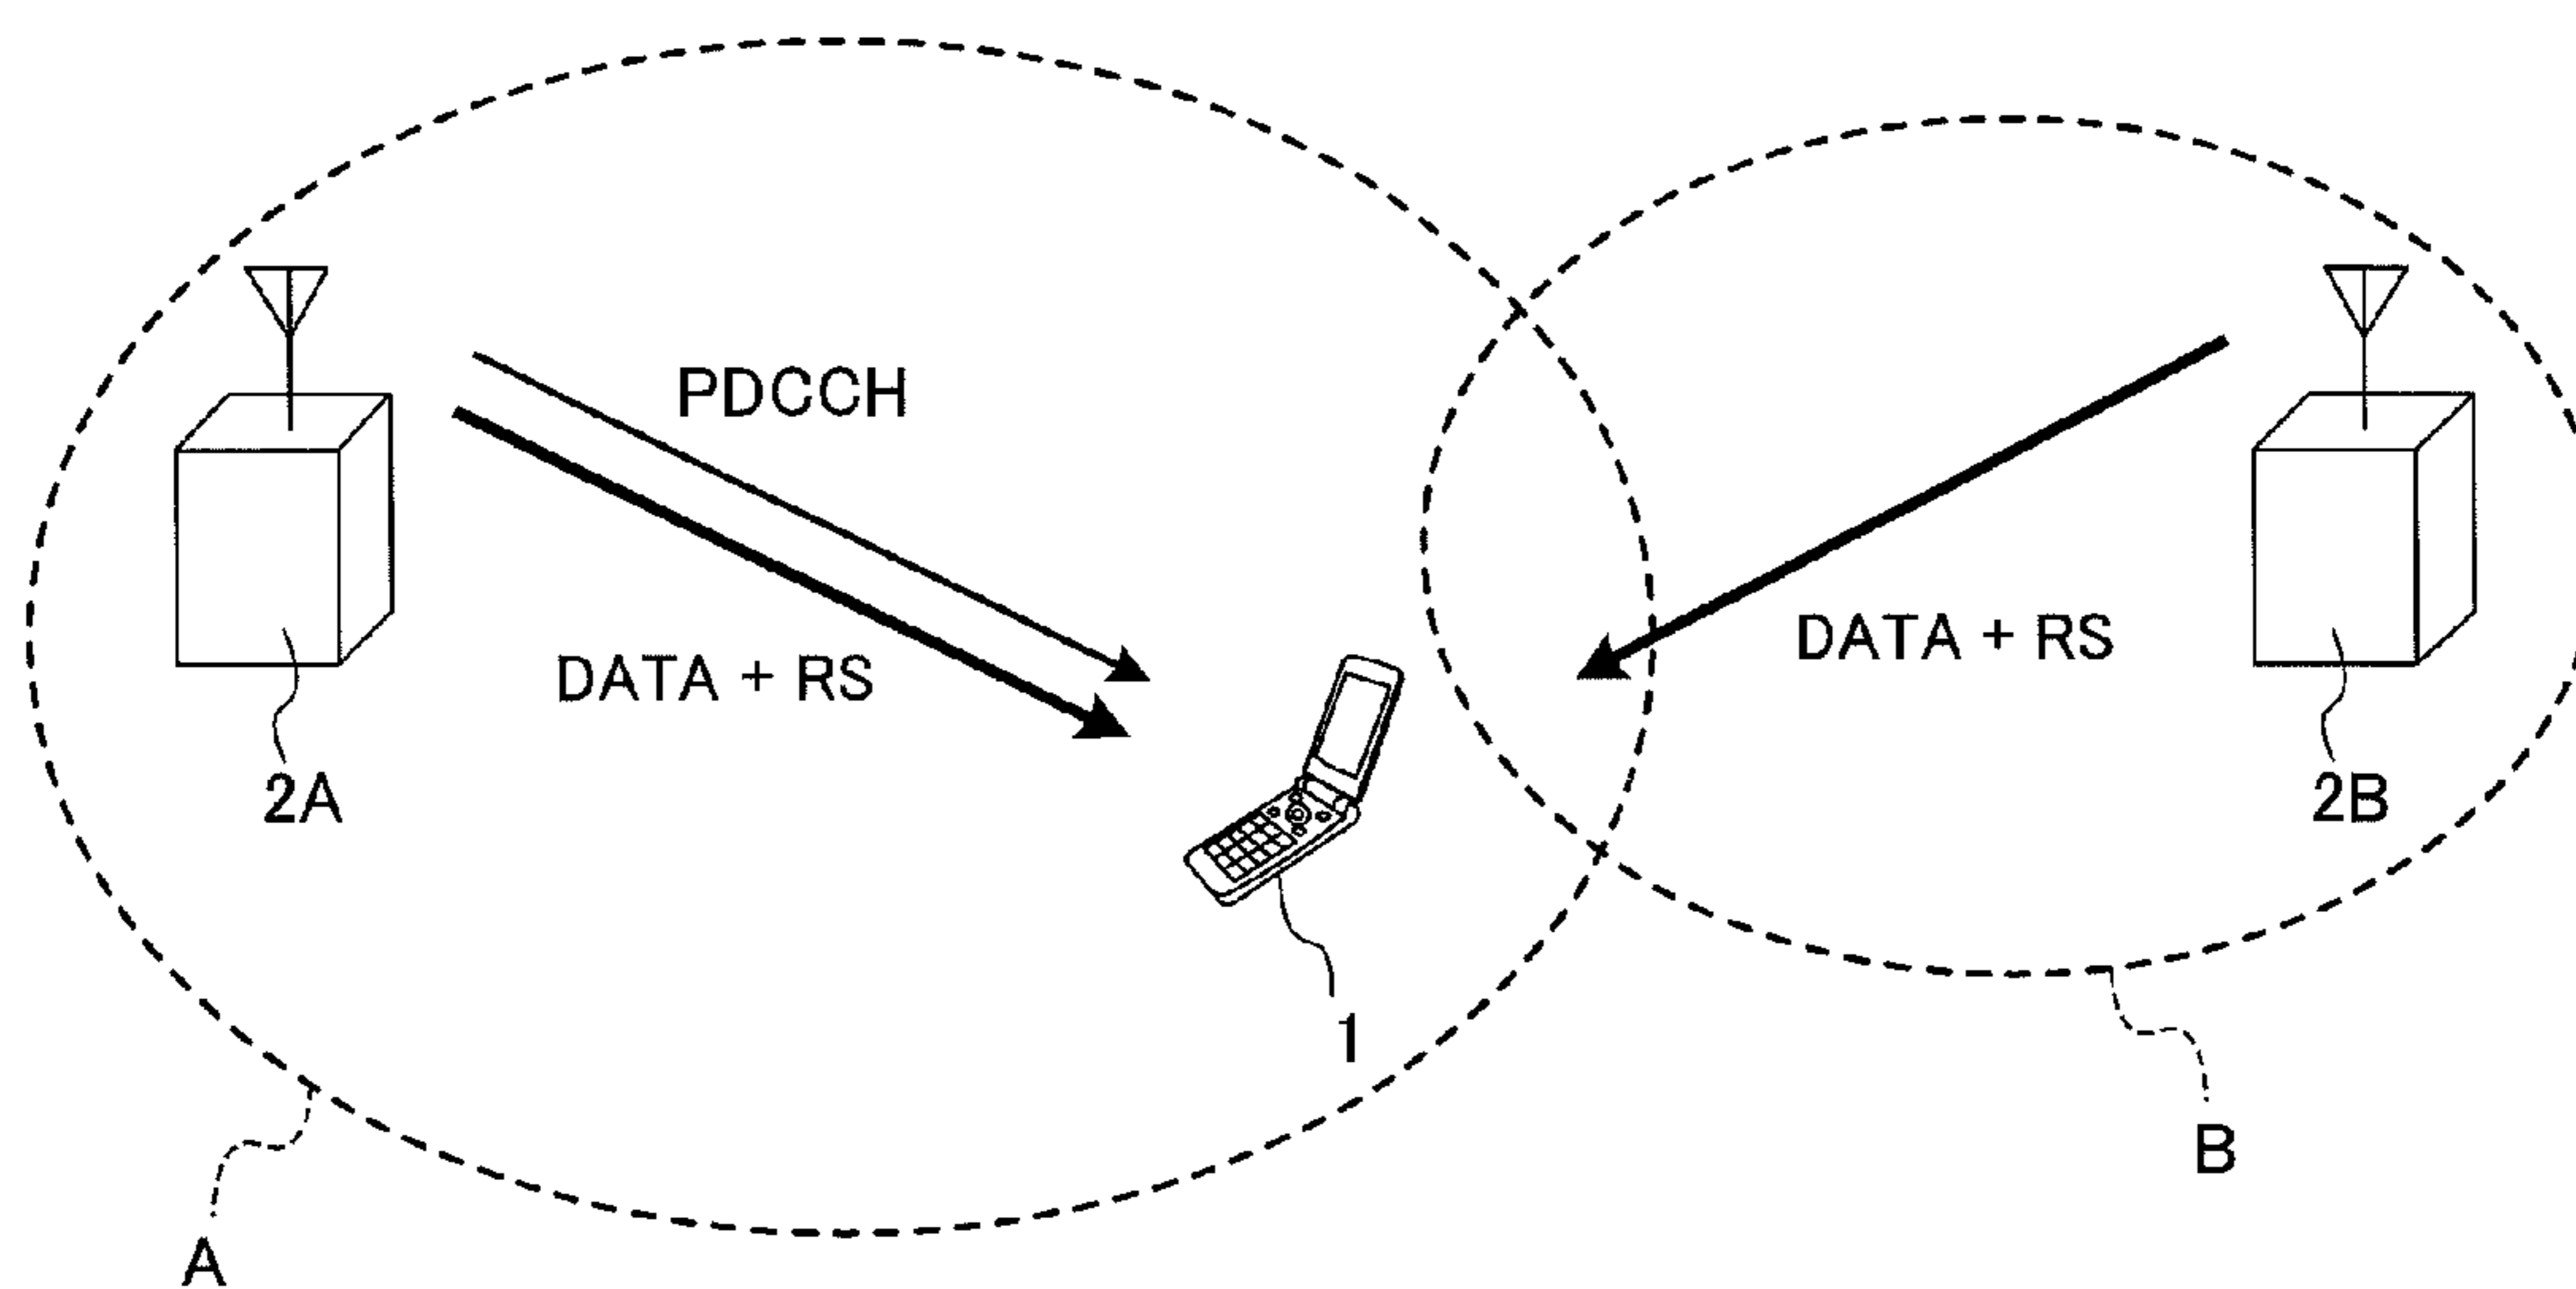 PDCCH
DATA + RS
DATA + RS
2A
2B
1
B
A